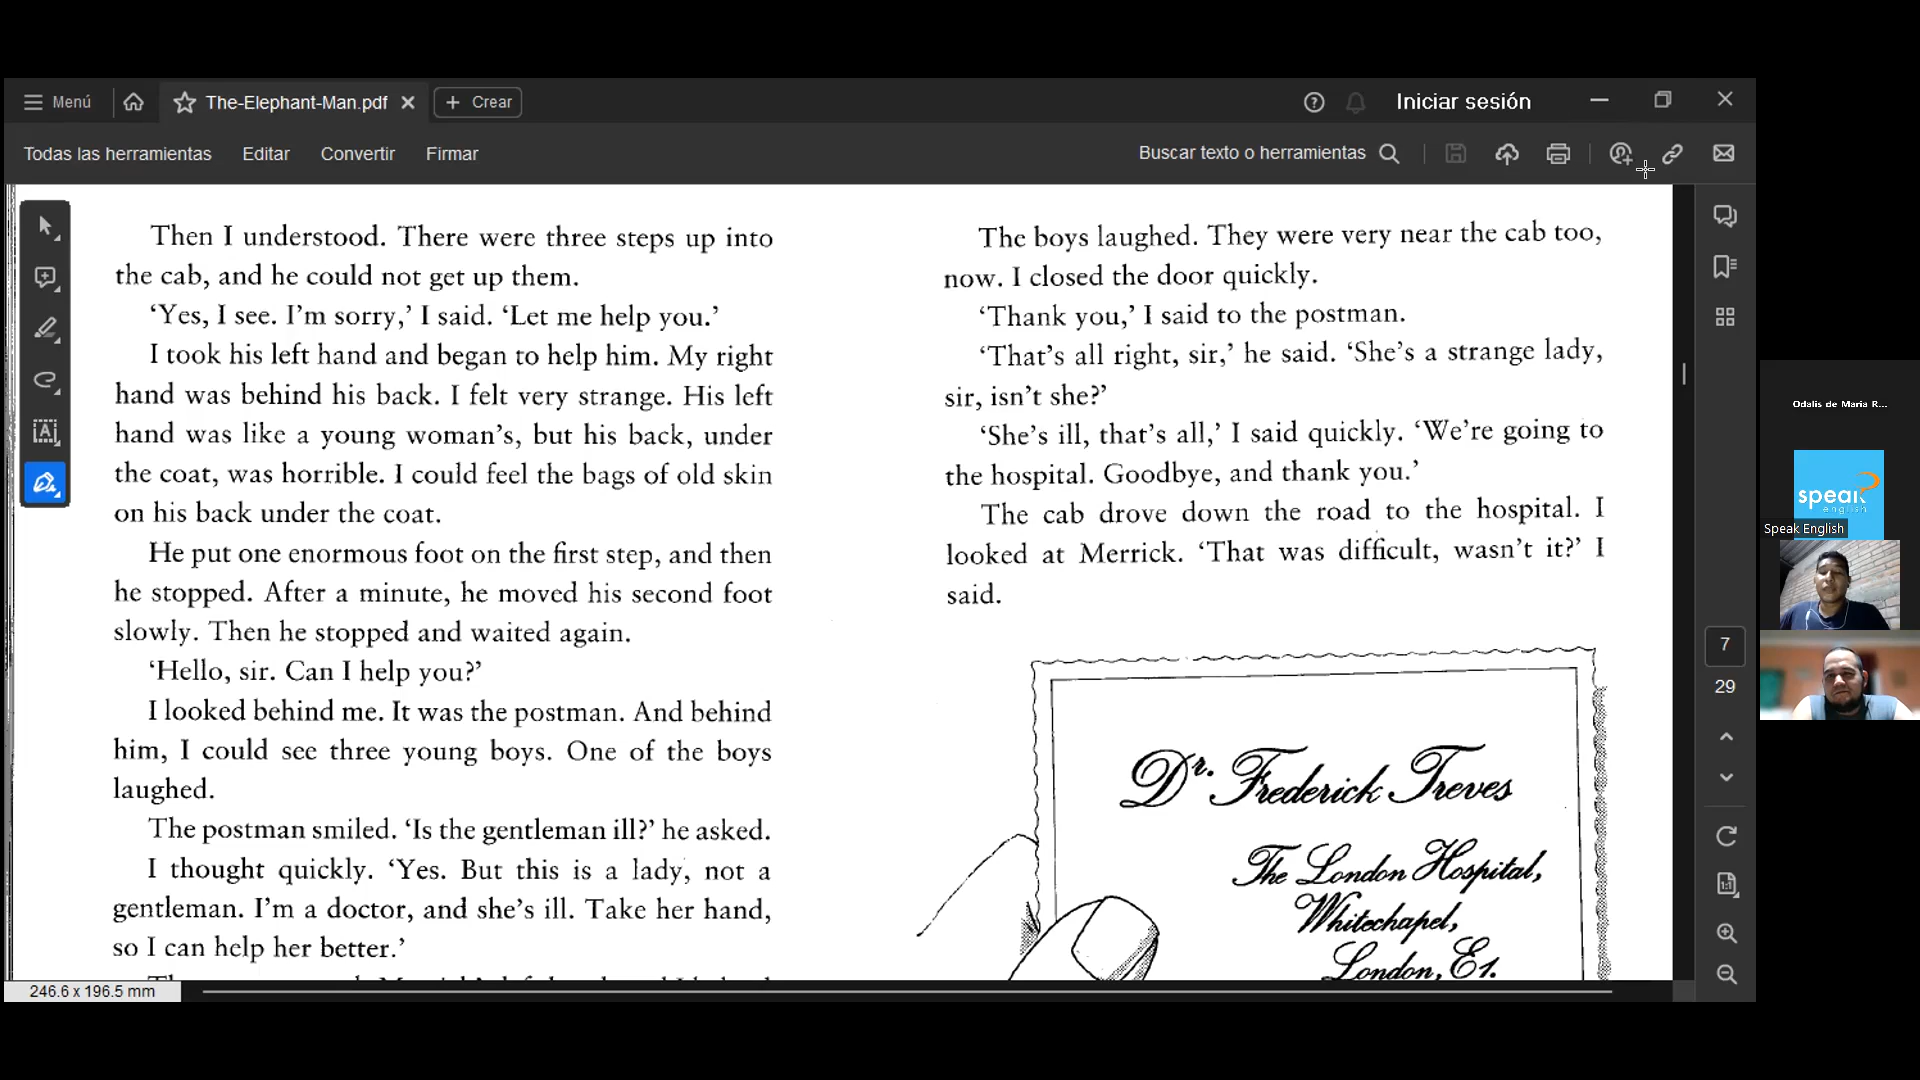 Menú
The-Elephant-Man.pdf
Crear
Iniciar sesión
Todas las herramientas
Editar
Convertir
Firmar
Buscar texto o herramientas
Then I understood. There were three steps up into
the cab, and he could not get up them.
‘Yes, I see. I’m sorry,’ I said. ‘Let me help you.’
I took his left hand and began to help him. My right
hand was behind his back. I felt very strange. His left
hand was like a young woman’s, but his back, under
the coat, was horrible. I could feel the bags of old skin
on his back under the coat.
He put one enormous foot on the first step, and then
he stopped. After a minute, he moved his second foot
slowly. Then he stopped and waited again.
‘Hello, sir. Can I help you?’
I looked behind me. It was the postman. And behind
him, I could see three young boys. One of the boys
laughed.
The postman smiled. ‘Is the gentleman ill?’ he asked.
I thought quickly. ‘Yes. But this is a lady, not a
gentleman. I’m a doctor, and she’s ill. Take her hand,
so I can help her better.’
The boys laughed. They were very near the cab too,
now. I closed the door quickly.
‘Thank you,’ I said to the postman.
‘That’s all right, sir,’ he said. ‘She’s a strange lady,
sir, isn’t she?’
‘She’s ill, that’s all,’ I said quickly. ‘We’re going to
the hospital. Goodbye, and thank you.’
The cab drove down the road to the hospital. I
looked at Merrick. ‘That was difficult, wasn’t it?’ I
said.
Dr. Frederick Treves
The London Hospital,
Whitechapel,
London, E1.
7
29
246.6 x 196.5 mm
Odalis de Maria R...
speak
english
Speak English